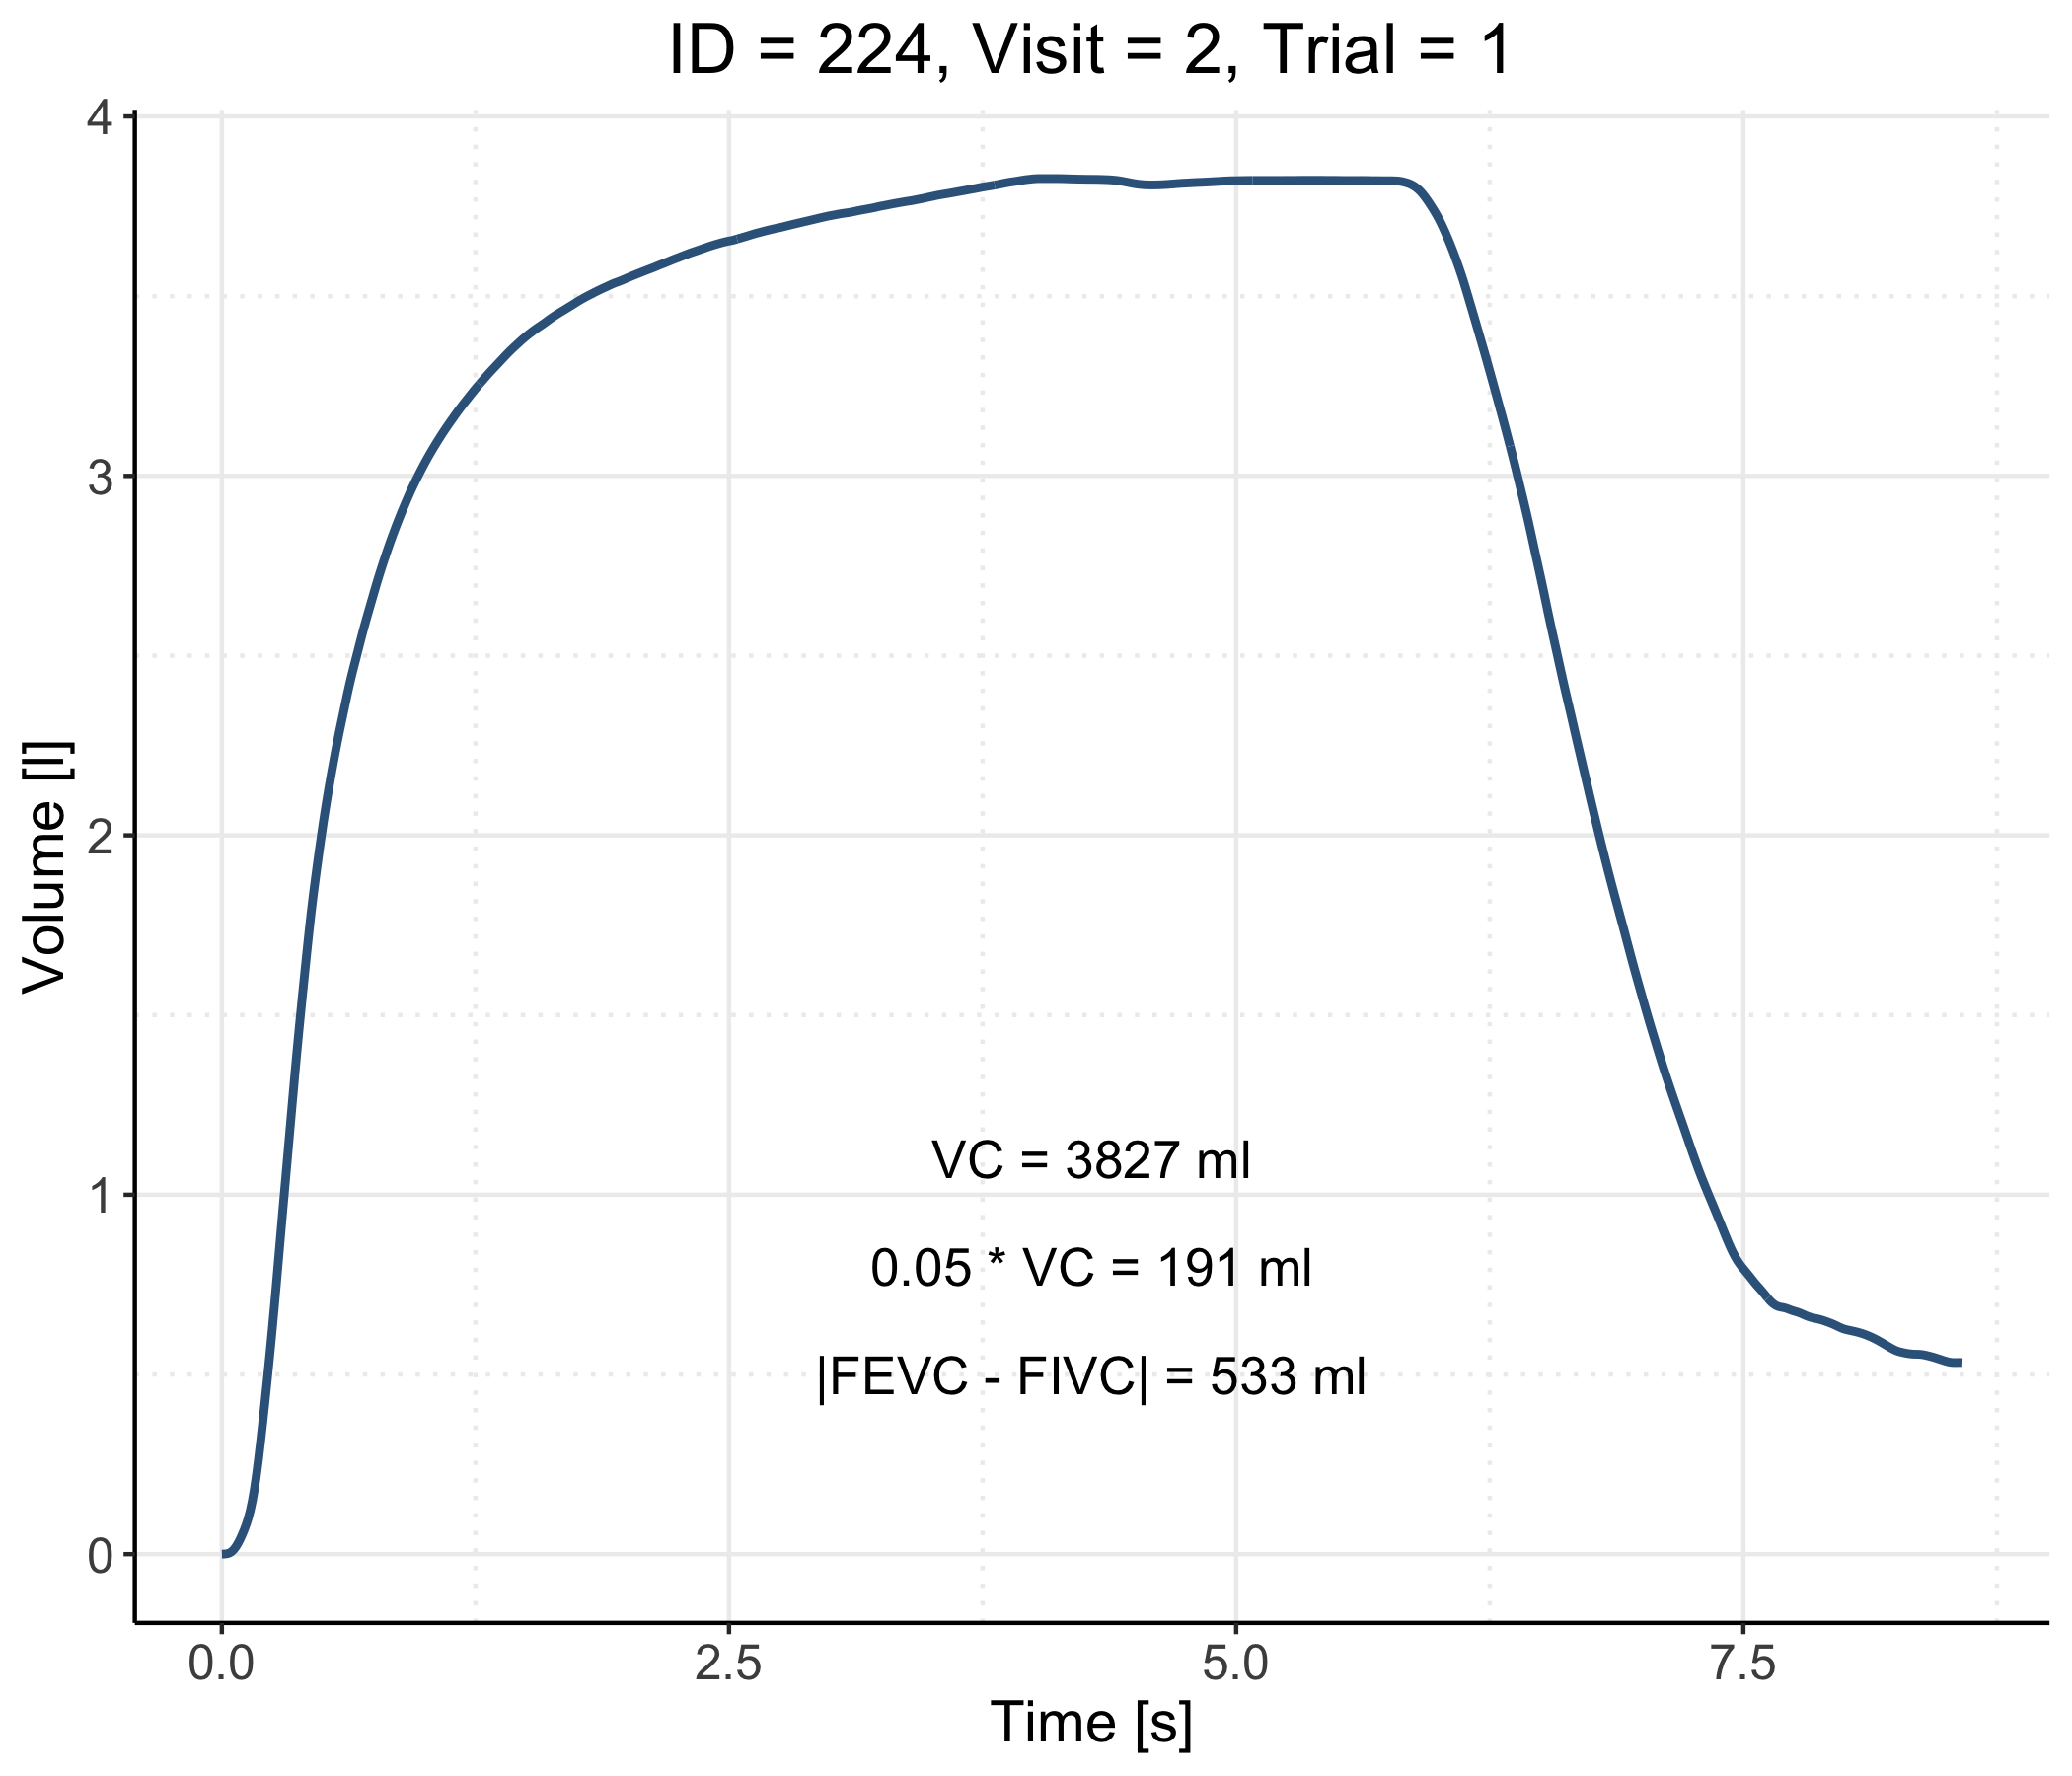 ID = 224, Visit = 2, Trial = 1
4
3
2
1
0
Volume [l]
VC = 3827 ml
0.05 * VC = 191 ml
|FEVC - FIVC| = 533 ml
0.0 2.5 5.0 7.5
Time [s]